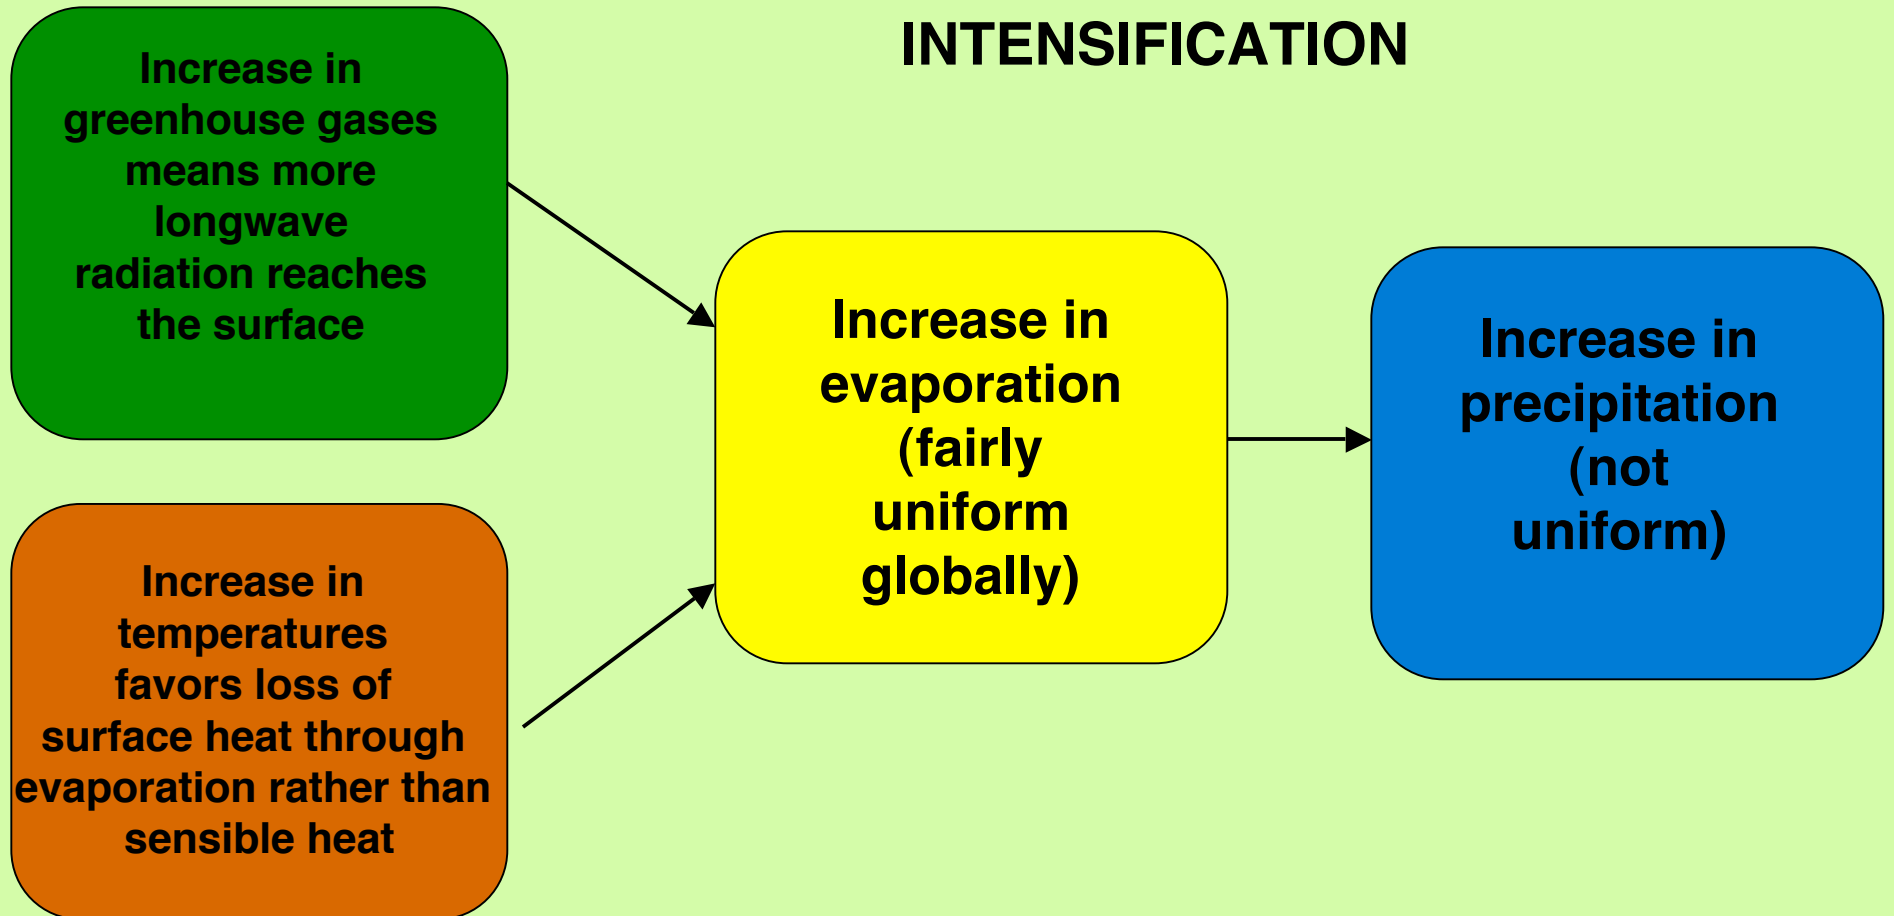 INTENSIFICATION
Increase in
greenhouse gases
means more
longwave
radiation reaches
the surface
Increase in
temperatures
favors loss of
surface heat through
evaporation rather than
sensible heat
Increase in
evaporation
(fairly
uniform
globally)
Increase in
precipitation
(not
uniform)